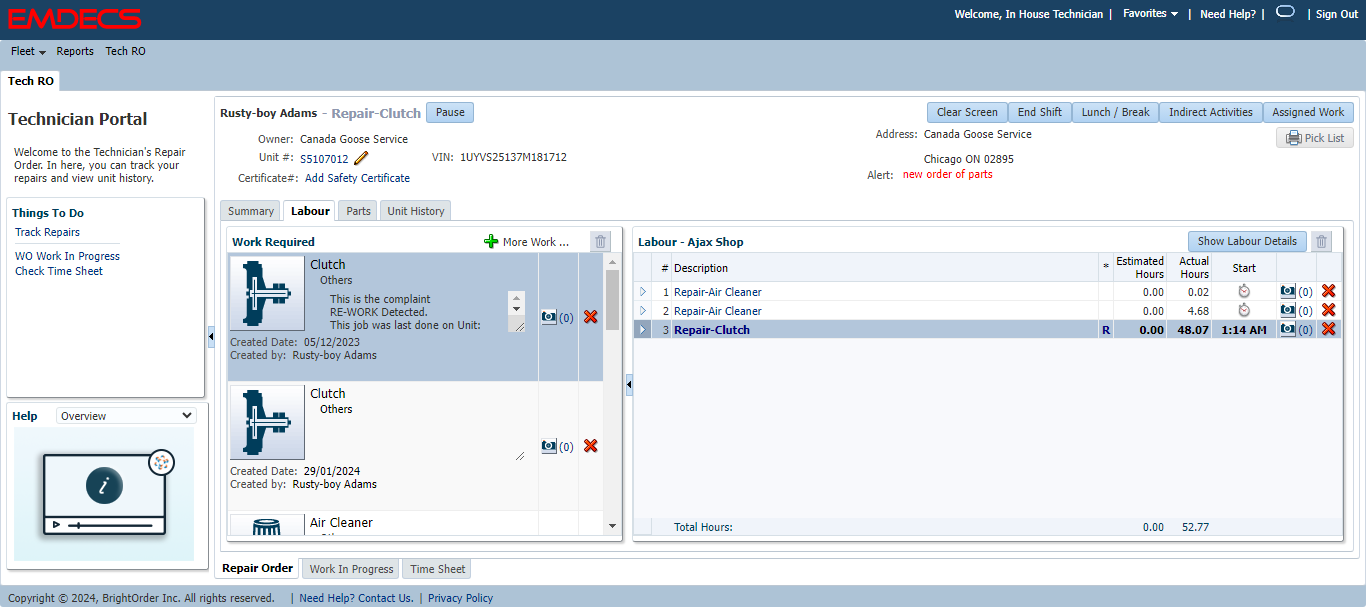 EMDECS
Welcome, In House Technician | Favorites | Need Help? | | Sign Out
Fleet Reports Tech RO
Tech RO
Technician Portal
Welcome to the Technician's Repair
Order. In here, you can track your
repairs and view unit history.
Things To Do
Track Repairs
WO Work In Progress
Check Time Sheet
Help Overview
i
Rusty-boy Adams - Repair-Clutch Pause
Clear Screen End Shift Lunch / Break Indirect Activities Assigned Work
Pick List
Owner: Canada Goose Service
Unit #: S5107012 VIN: 1UYVS25137M181712
Certificate#: Add Safety Certificate
Address: Canada Goose Service
Chicago ON 02895
Alert: new order of parts
Summary Labour Parts Unit History
Work Required More Work ...
Clutch
Others
This is the complaint
RE-WORK Detected.
This job was last done on Unit:
(0)
Created Date: 05/12/2023
Created by: Rusty-boy Adams
Clutch
Others
(0)
Created Date: 29/01/2024
Created by: Rusty-boy Adams
Air Cleaner
Labour - Ajax Shop Show Labour Details
# Description * Estimated Hours Actual Hours Start
1 Repair-Air Cleaner 0.00 0.02 (0)
2 Repair-Air Cleaner 0.00 4.68 (0)
3 Repair-Clutch R 0.00 48.07 1:14 AM (0)
Total Hours: 0.00 52.77
Repair Order Work In Progress Time Sheet
Copyright © 2024, BrightOrder Inc. All rights reserved. | Need Help? Contact Us. | Privacy Policy